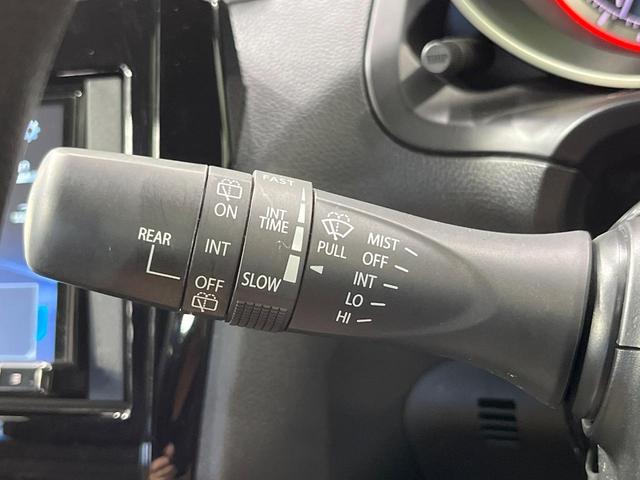 REAR
ON
INT
OFF
FAST
INT
TIME
SLOW
PULL
MIST
OFF
INT
LO
HI